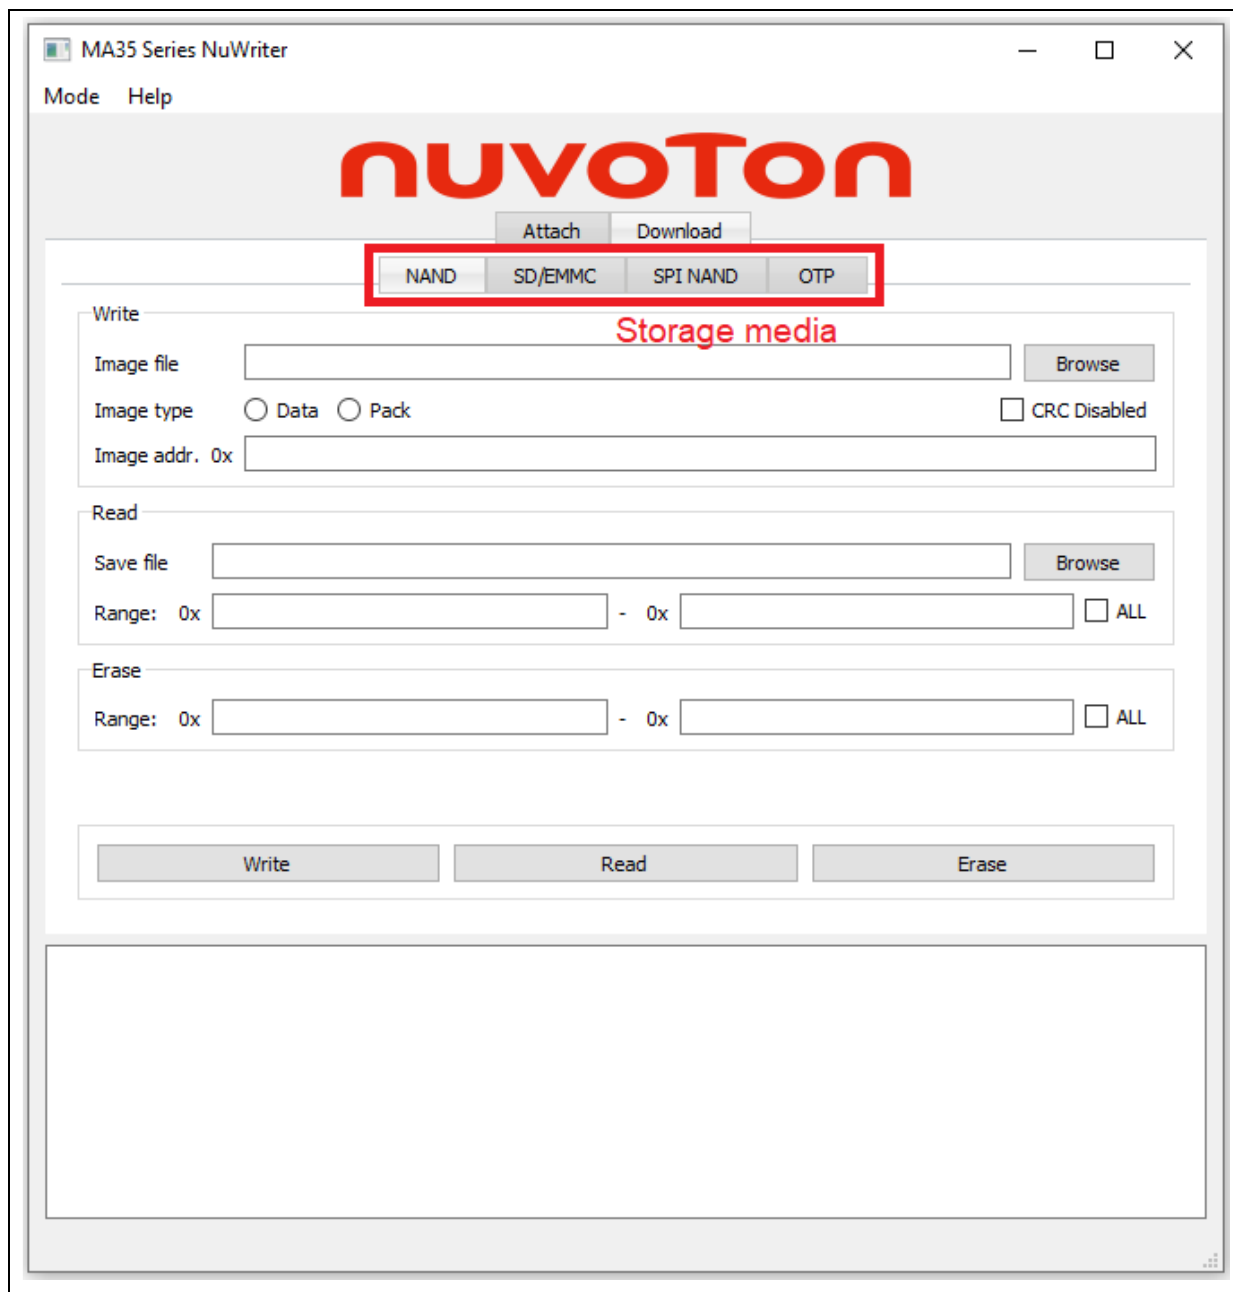 MA35 Series NuWriter
Mode Help
nuvoTon
Attach Download
NAND SD/EMMC SPI NAND OTP
Storage media
Write
Image file Browse
Image type Data Pack CRC Disabled
Image addr. 0x
Read
Save file Browse
Range: 0x - 0x ALL
Erase
Range: 0x - 0x ALL
Write Read Erase